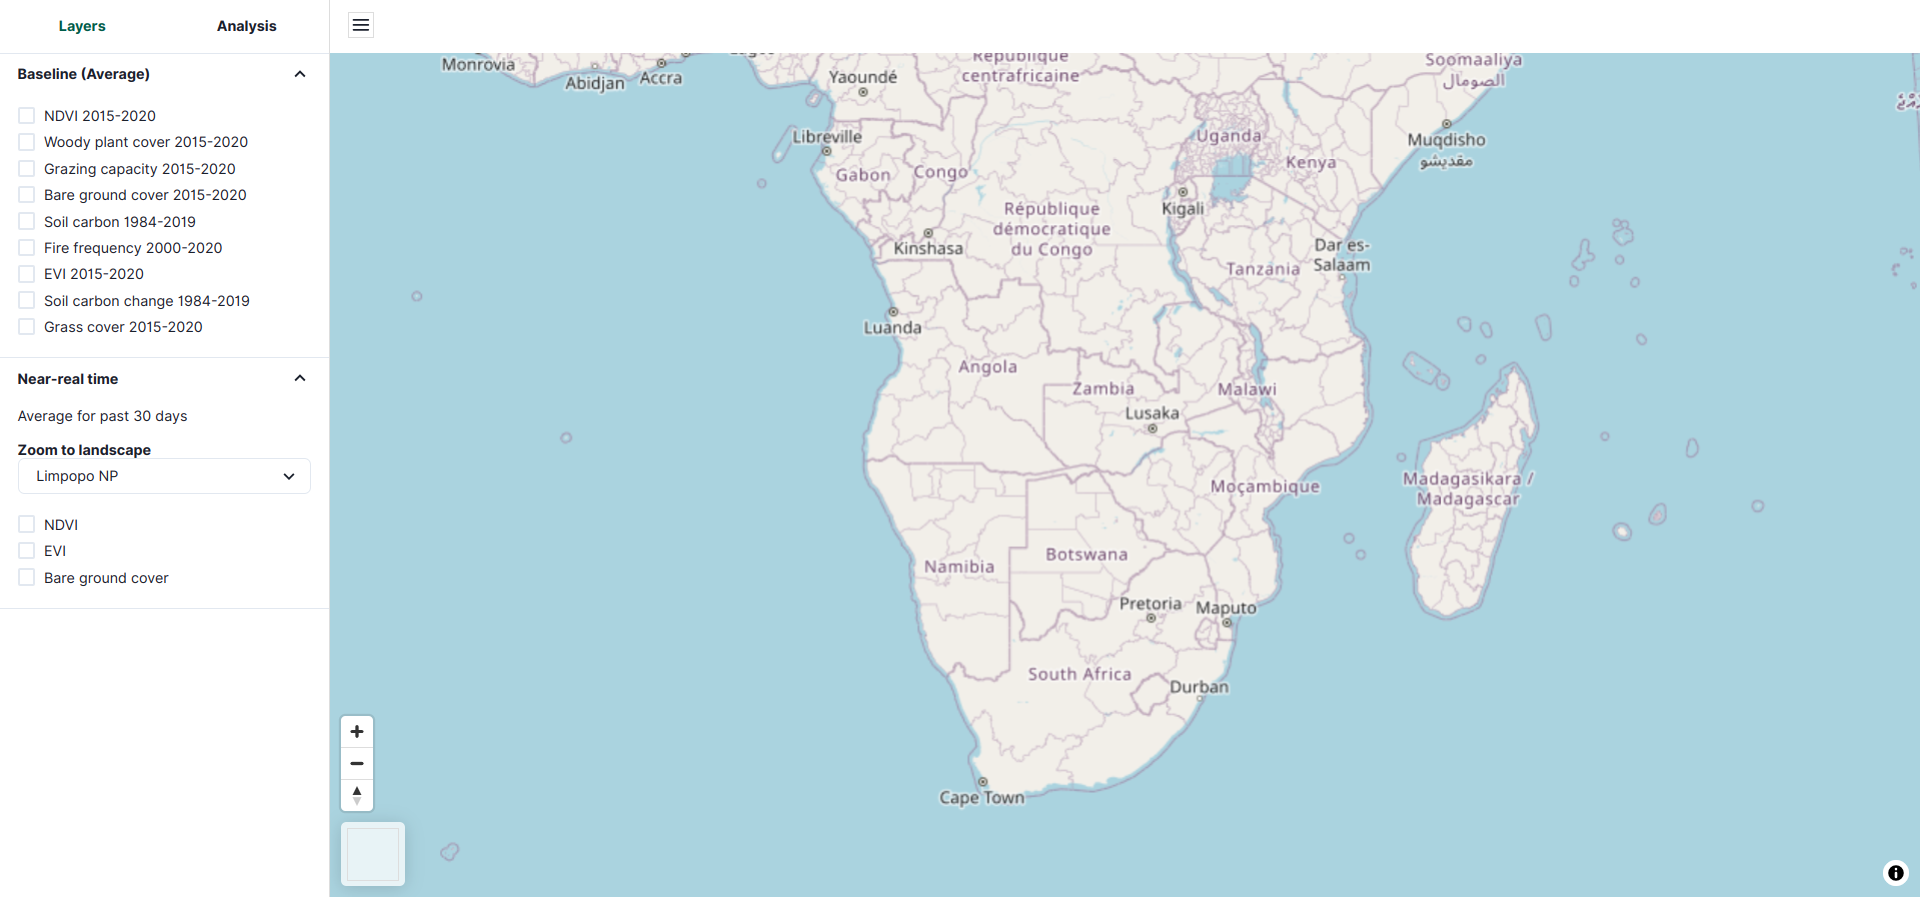 Layers
Analysis
Baseline (Average)
NDVI 2015-2020
Woody plant cover 2015-2020
Grazing capacity 2015-2020
Bare ground cover 2015-2020
Soil carbon 1984-2019
Fire frequency 2000-2020
EVI 2015-2020
Soil carbon change 1984-2019
Grass cover 2015-2020
Near-real time
Average for past 30 days
Zoom to landscape
Limpopo NP
NDVI
EVI
Bare ground cover
Monrovia
Abidjan
Accra
Yaoundé
République
centrafricaine
Soomaaliya
الصومال
Libreville
Uganda
Kenya
Muqdisho
مقديشو
Gabon
Congo
Kigali
République
démocratique
du Congo
Kinshasa
Dar es-
Salaam
Tanzania
Luanda
Angola
Zambia
Malawi
Lusaka
Moçambique
Madagasikara /
Madagascar
Botswana
Namibia
Pretoria
Maputo
South Africa
Durban
Cape Town